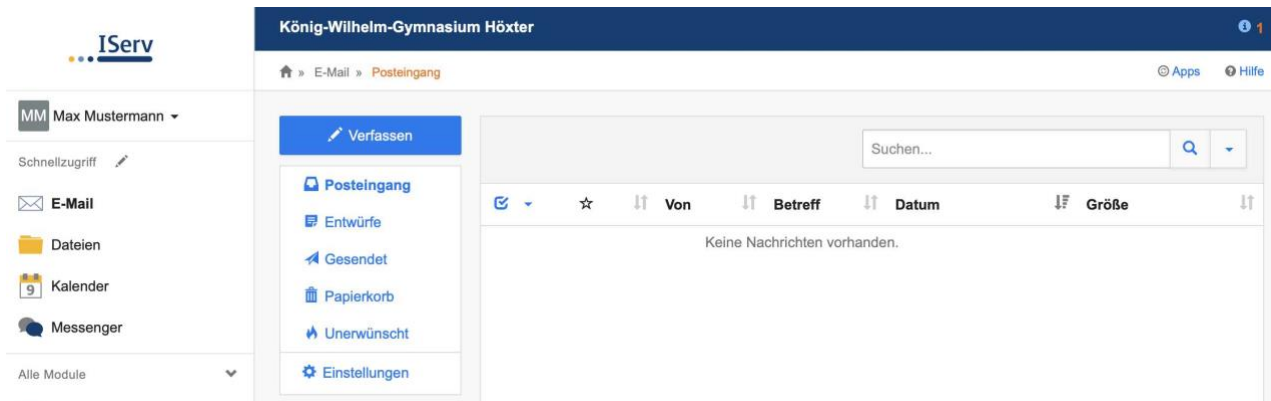 IServ
MM Max Mustermann
Schnellzugriff
E-Mail
Dateien
9 Kalender
Messenger
Alle Module
König-Wilhelm-Gymnasium Höxter
1
» E-Mail » Posteingang
Apps Hilfe
Verfassen
Posteingang
Entwürfe
Gesendet
Papierkorb
Unerwünscht
Einstellungen
Suchen...
Von Betreff Datum Größe
Keine Nachrichten vorhanden.